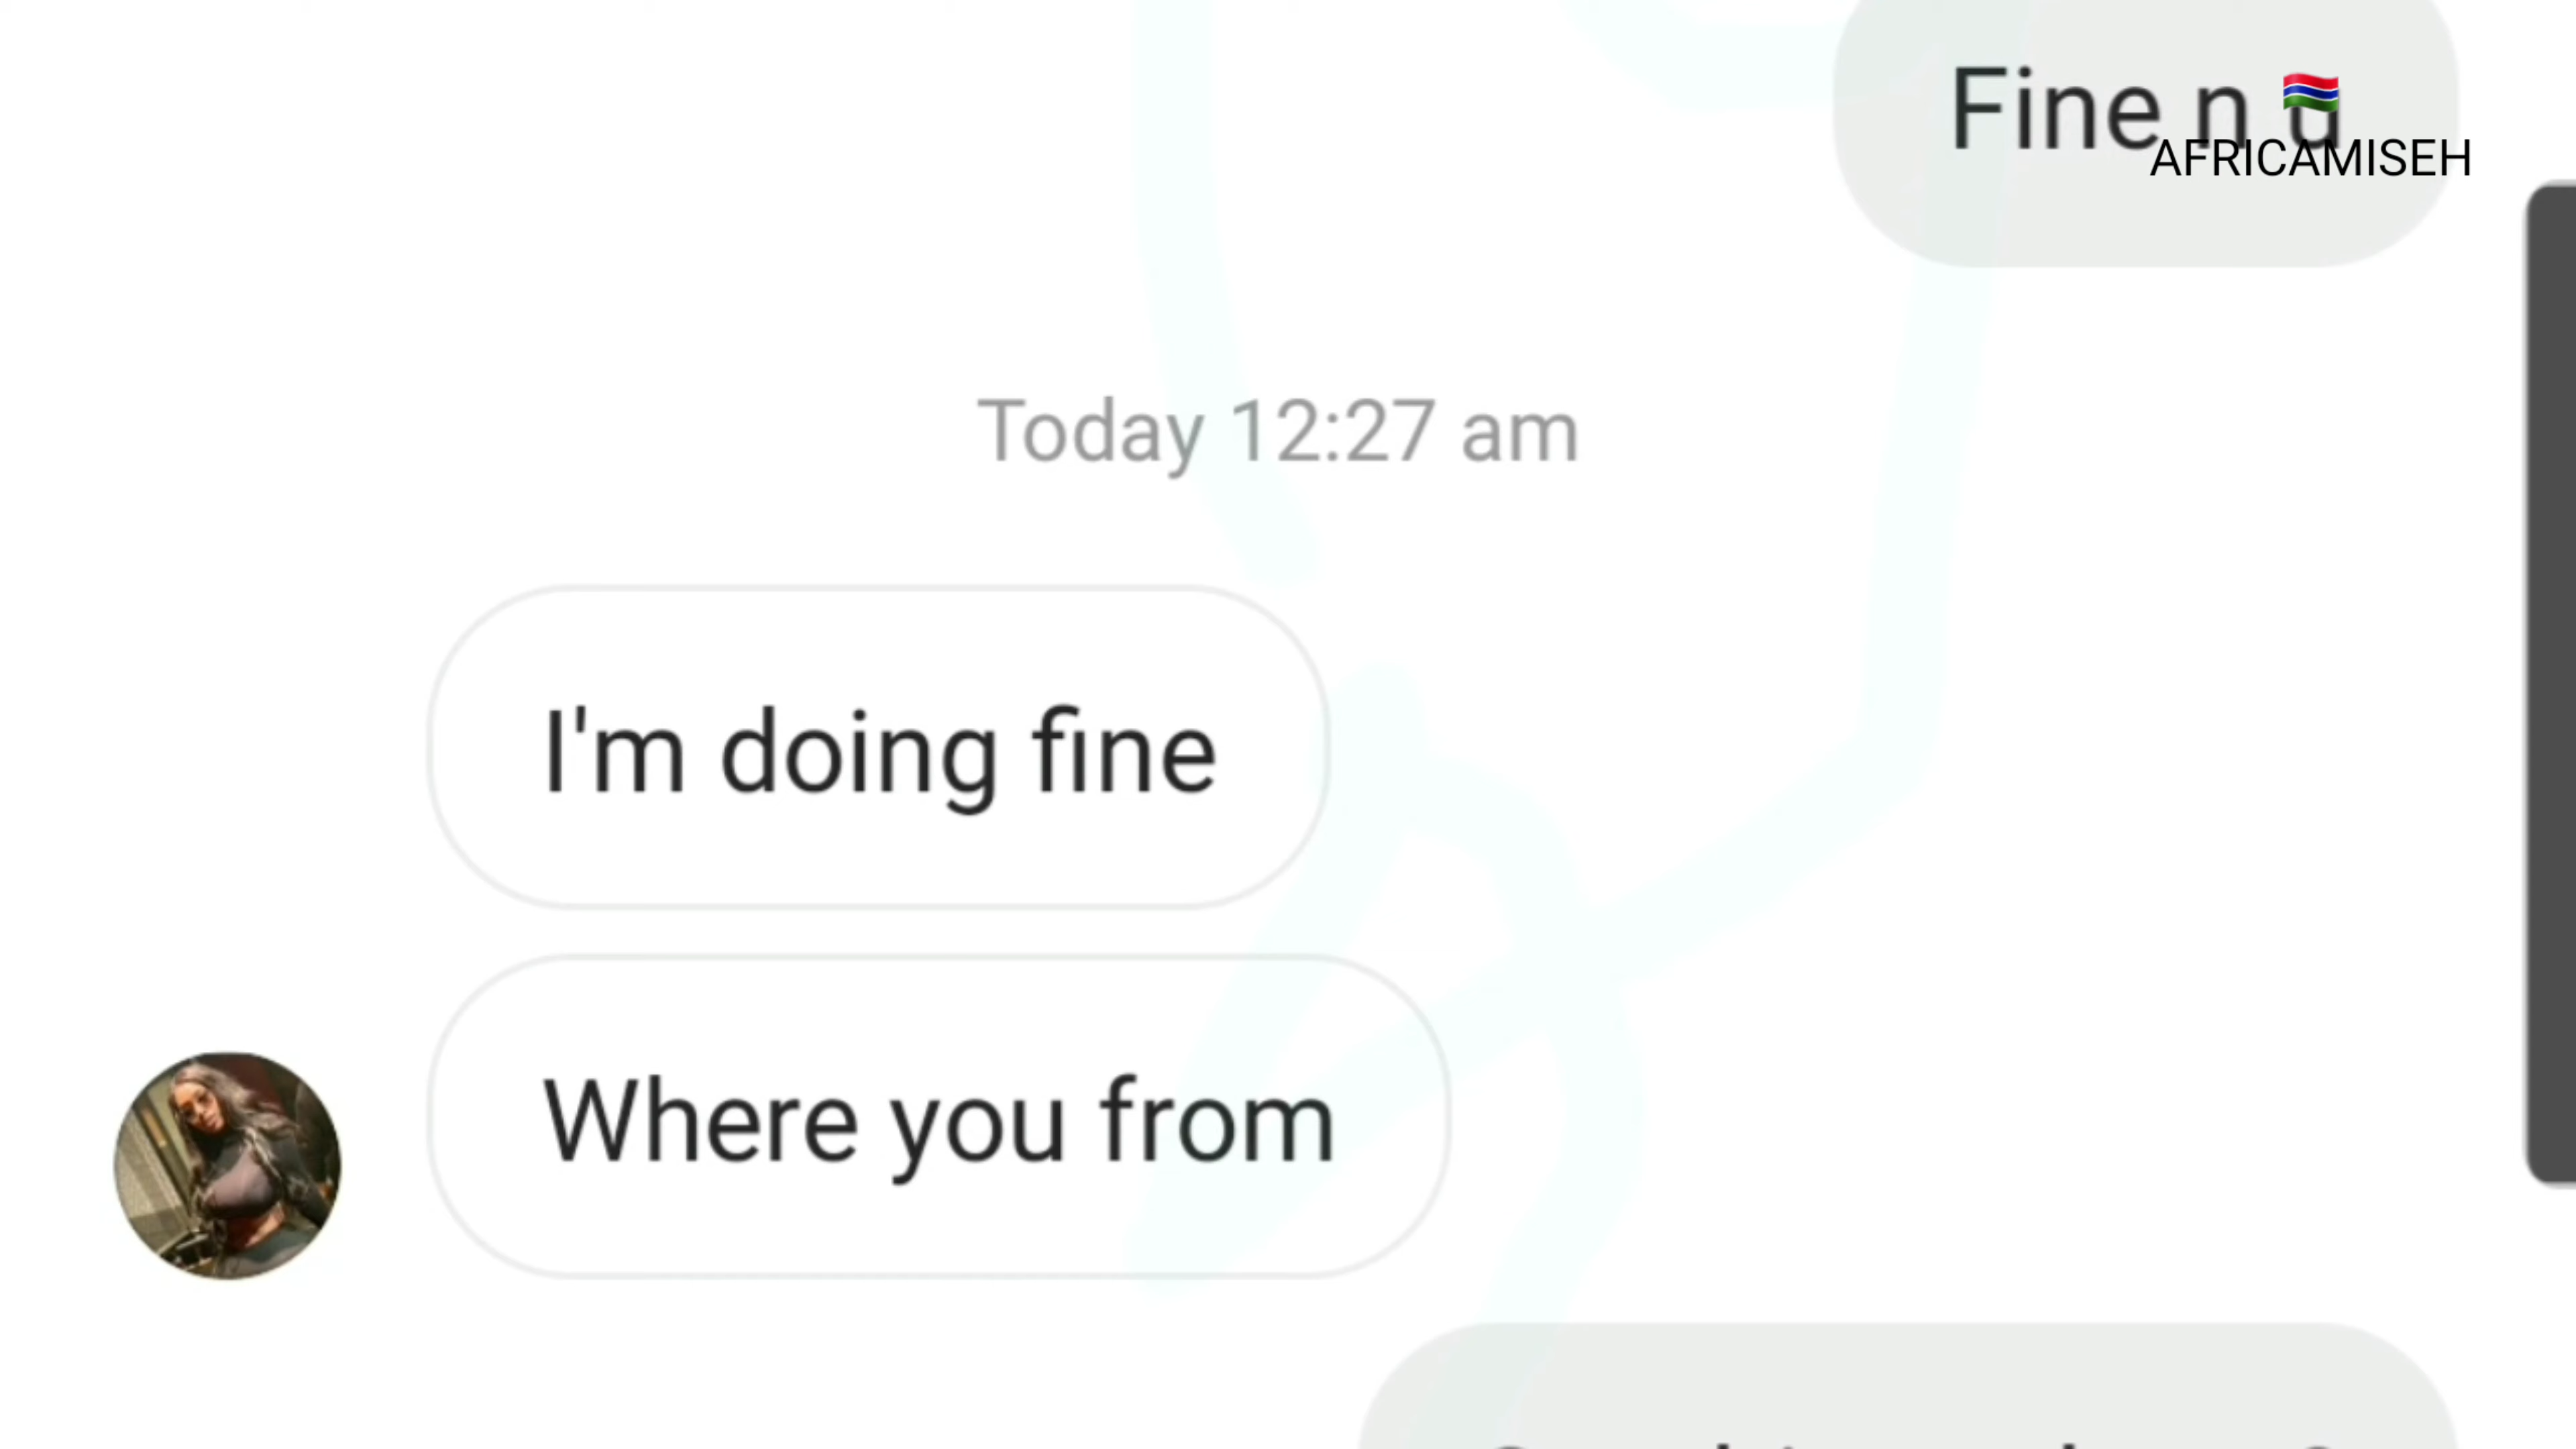 Fine n u
🇬🇲
AFRICAMISEH
Today 12:27 am
I'm doing fine
Where you from